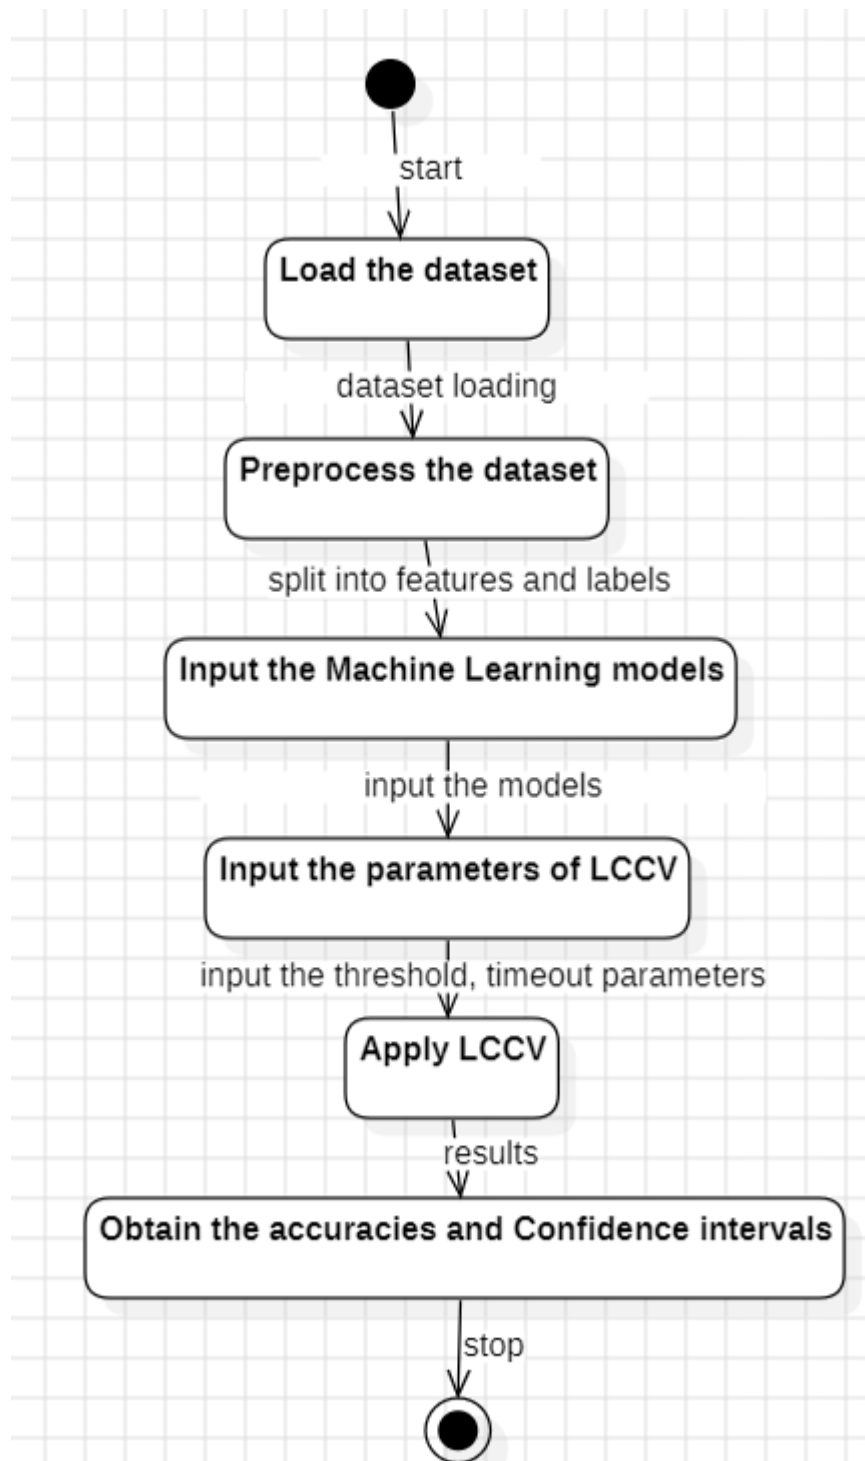 start
Load the dataset
dataset loading
Preprocess the dataset
split into features and labels
Input the Machine Learning models
input the models
Input the parameters of LCCV
input the threshold, timeout parameters
Apply LCCV
results
Obtain the accuracies and Confidence intervals
stop